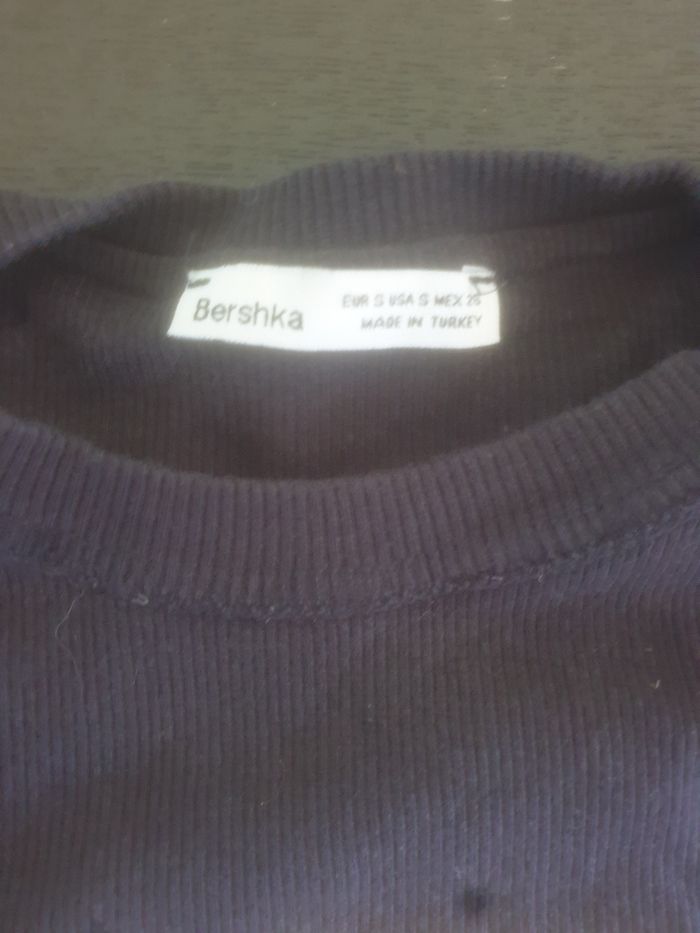 Bershka
EUR S USA S MEX 26
MADE IN TURKEY